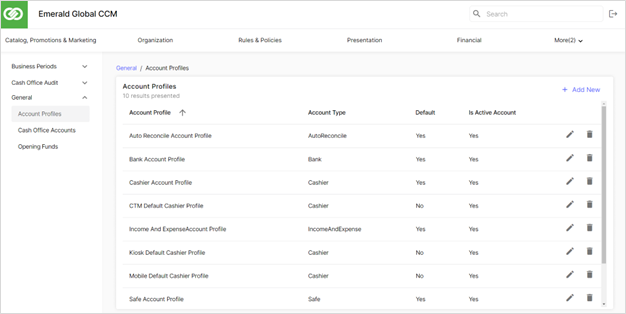 Emerald Global CCM
Search
Catalog, Promotions & Marketing Organization Rules & Policies Presentation Financial More(2)
Business Periods
Cash Office Audit
General
Account Profiles
Cash Office Accounts
Opening Funds
General / Account Profiles
Account Profiles
10 results presented
+ Add New
Account Profile Account Type Default Is Active Account
Auto Reconcile Account Profile AutoReconcile Yes Yes
Bank Account Profile Bank Yes Yes
Cashier Account Profile Cashier Yes Yes
CTM Default Cashier Profile Cashier No Yes
Income And ExpenseAccount Profile IncomeAndExpense Yes Yes
Kiosk Default Cashier Profile Cashier No Yes
Mobile Default Cashier Profile Cashier No Yes
Safe Account Profile Safe Yes Yes